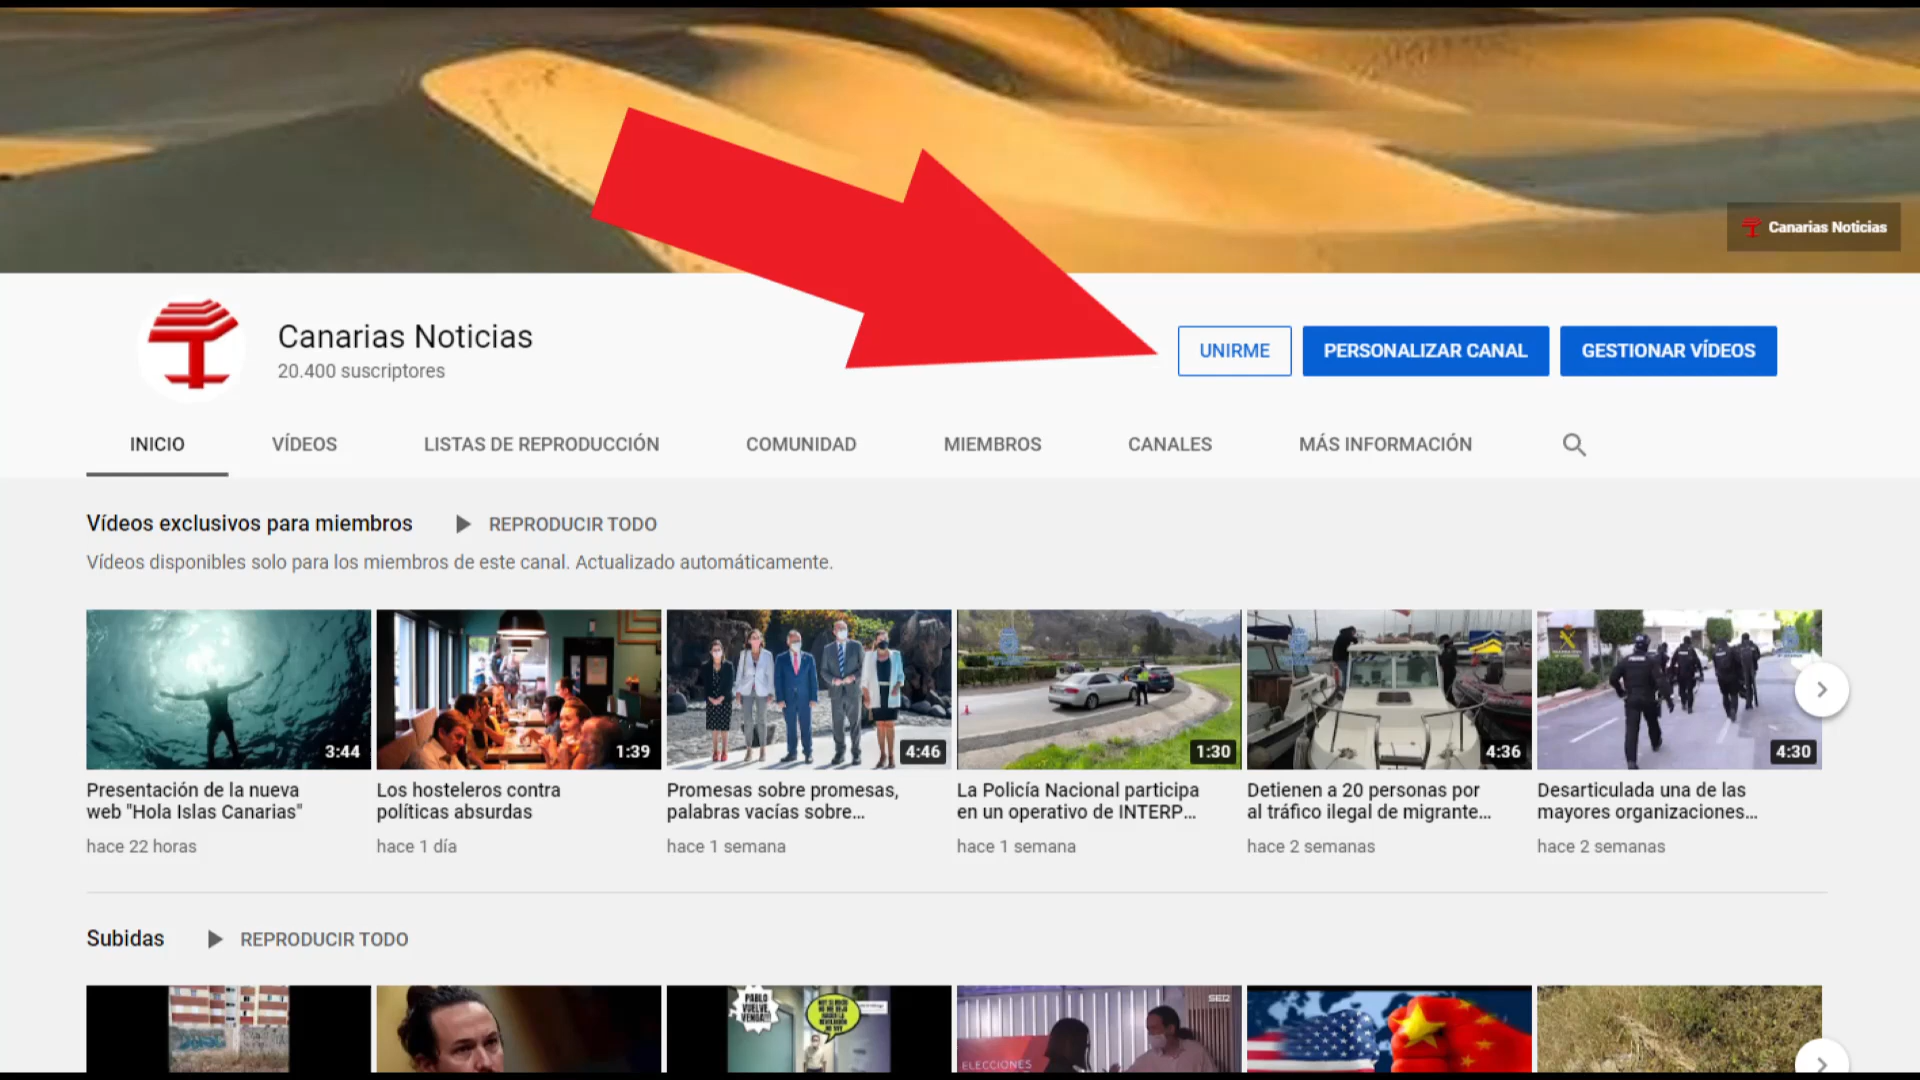 Canarias Noticias
Canarias Noticias
20.400 suscriptores
UNIRME
PERSONALIZAR CANAL
GESTIONAR VÍDEOS
INICIO
VÍDEOS
LISTAS DE REPRODUCCIÓN
COMUNIDAD
MIEMBROS
CANALES
MÁS INFORMACIÓN
Vídeos exclusivos para miembros
REPRODUCIR TODO
Vídeos disponibles solo para los miembros de este canal. Actualizado automáticamente.
3:44
1:39
4:46
1:30
4:36
4:30
Presentación de la nueva
web "Hola Islas Canarias"
hace 22 horas
Los hosteleros contra
políticas absurdas
hace 1 día
Promesas sobre promesas,
palabras vacías sobre...
hace 1 semana
La Policía Nacional participa
en un operativo de INTERP...
hace 1 semana
Detienen a 20 personas por
al tráfico ilegal de migrante...
hace 2 semanas
Desarticulada una de las
mayores organizaciones...
hace 2 semanas
Subidas
REPRODUCIR TODO
PABLO
VUELVE,
VENGA!!!
SER
ELECCIONES